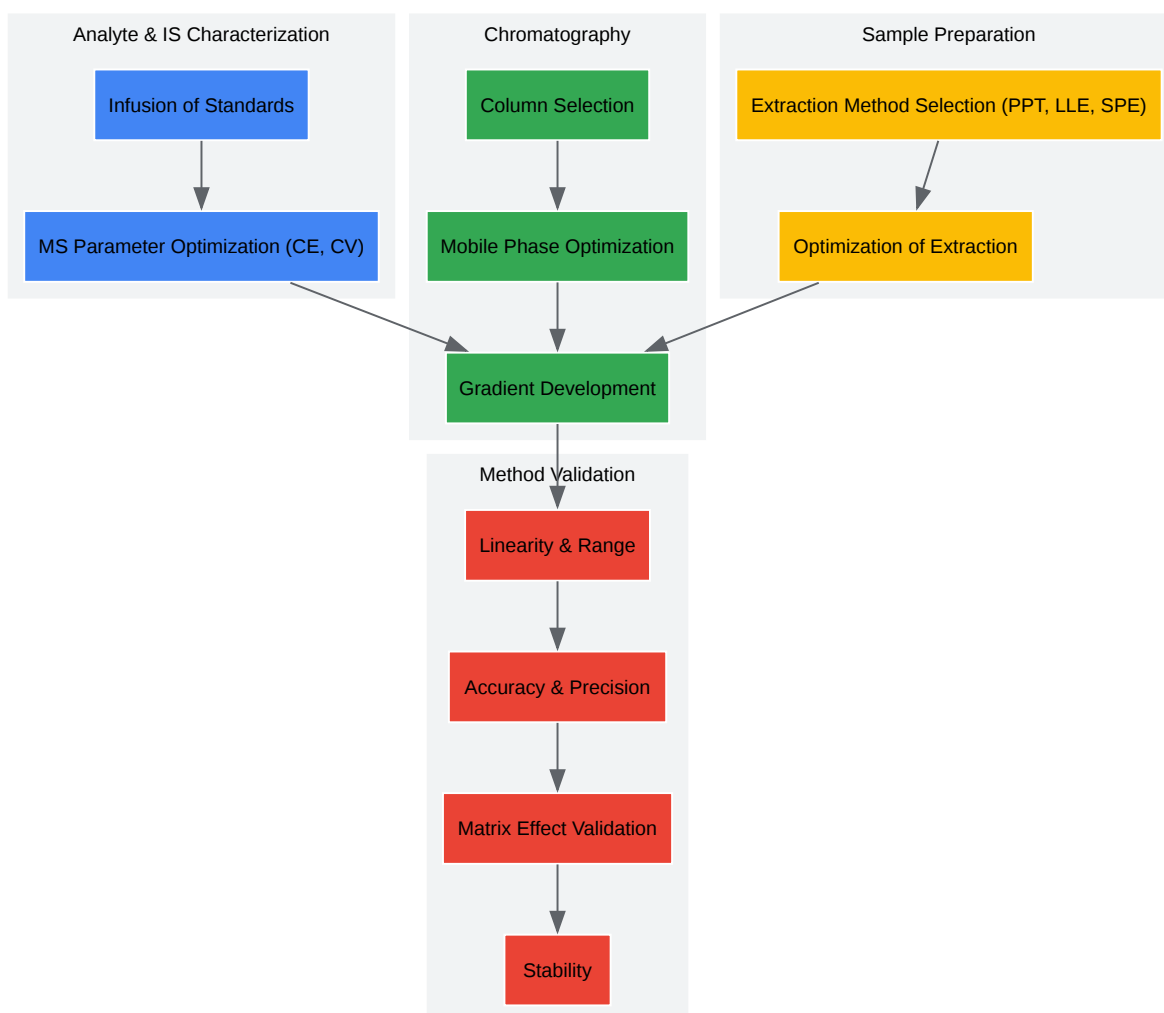 Analyte & IS Characterization
Infusion of Standards
MS Parameter Optimization (CE, CV)
Chromatography
Column Selection
Mobile Phase Optimization
Gradient Development
Sample Preparation
Extraction Method Selection (PPT, LLE, SPE)
Optimization of Extraction
Method Validation
Linearity & Range
Accuracy & Precision
Matrix Effect Validation
Stability